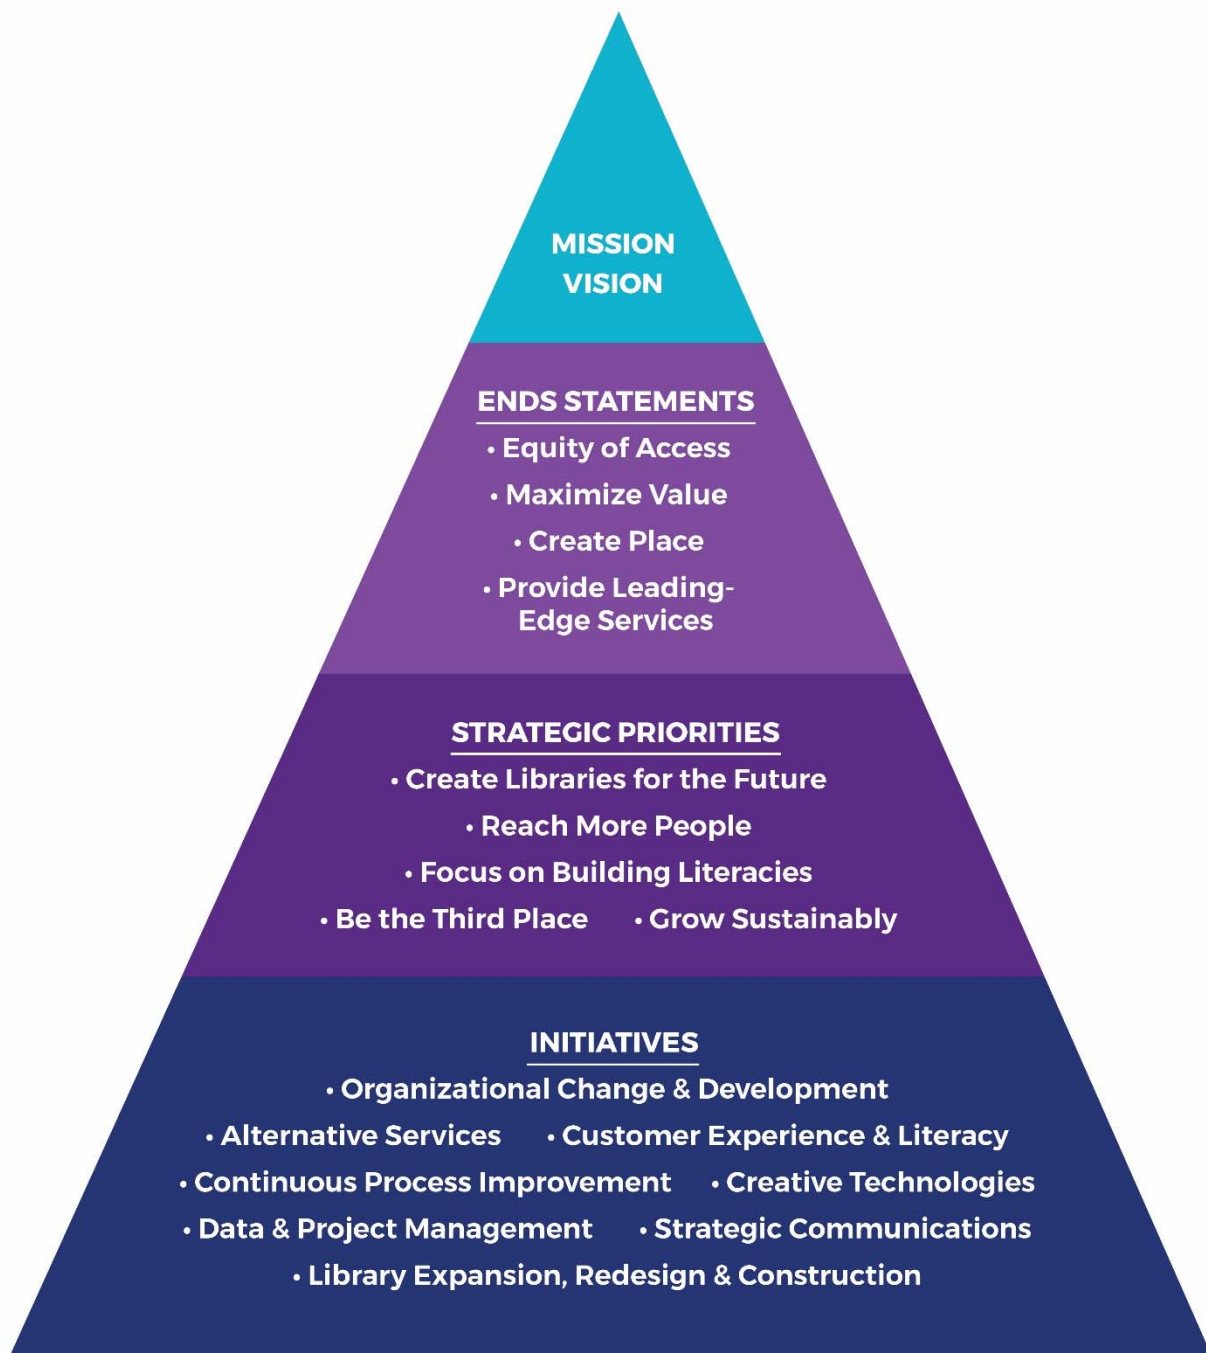 MISSION
VISION
ENDS STATEMENTS
• Equity of Access
• Maximize Value
• Create Place
• Provide Leading-
Edge Services
STRATEGIC PRIORITIES
• Create Libraries for the Future
• Reach More People
• Focus on Building Literacies
• Be the Third Place • Grow Sustainably
INITIATIVES
• Organizational Change & Development
• Alternative Services • Customer Experience & Literacy
• Continuous Process Improvement • Creative Technologies
• Data & Project Management • Strategic Communications
• Library Expansion, Redesign & Construction